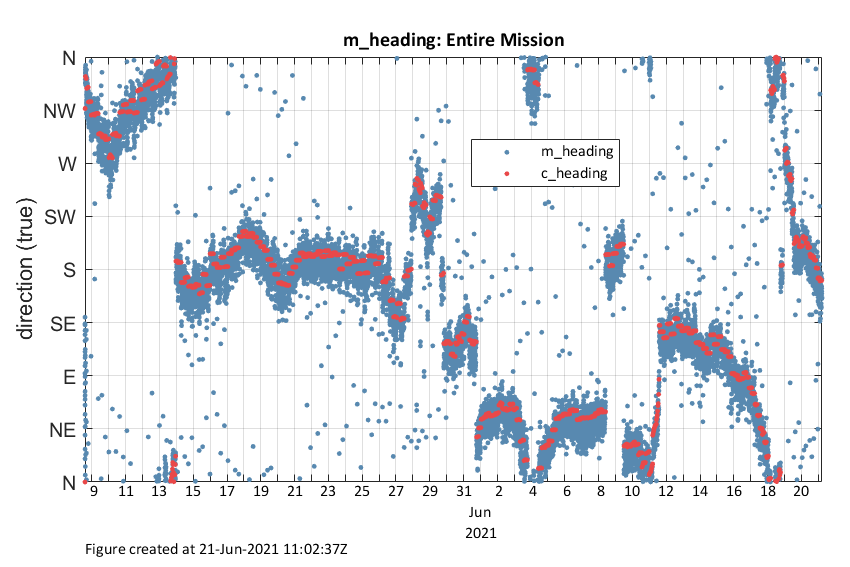 m_heading: Entire Mission
N
NW
W
SW
S
SE
E
NE
N
direction (true)
m_heading
c_heading
9 11 13 15 17 19 21 23 25 27 29 31 2 4 6 8 10 12 14 16 18 20
Jun
2021
Figure created at 21-Jun-2021 11:02:37Z